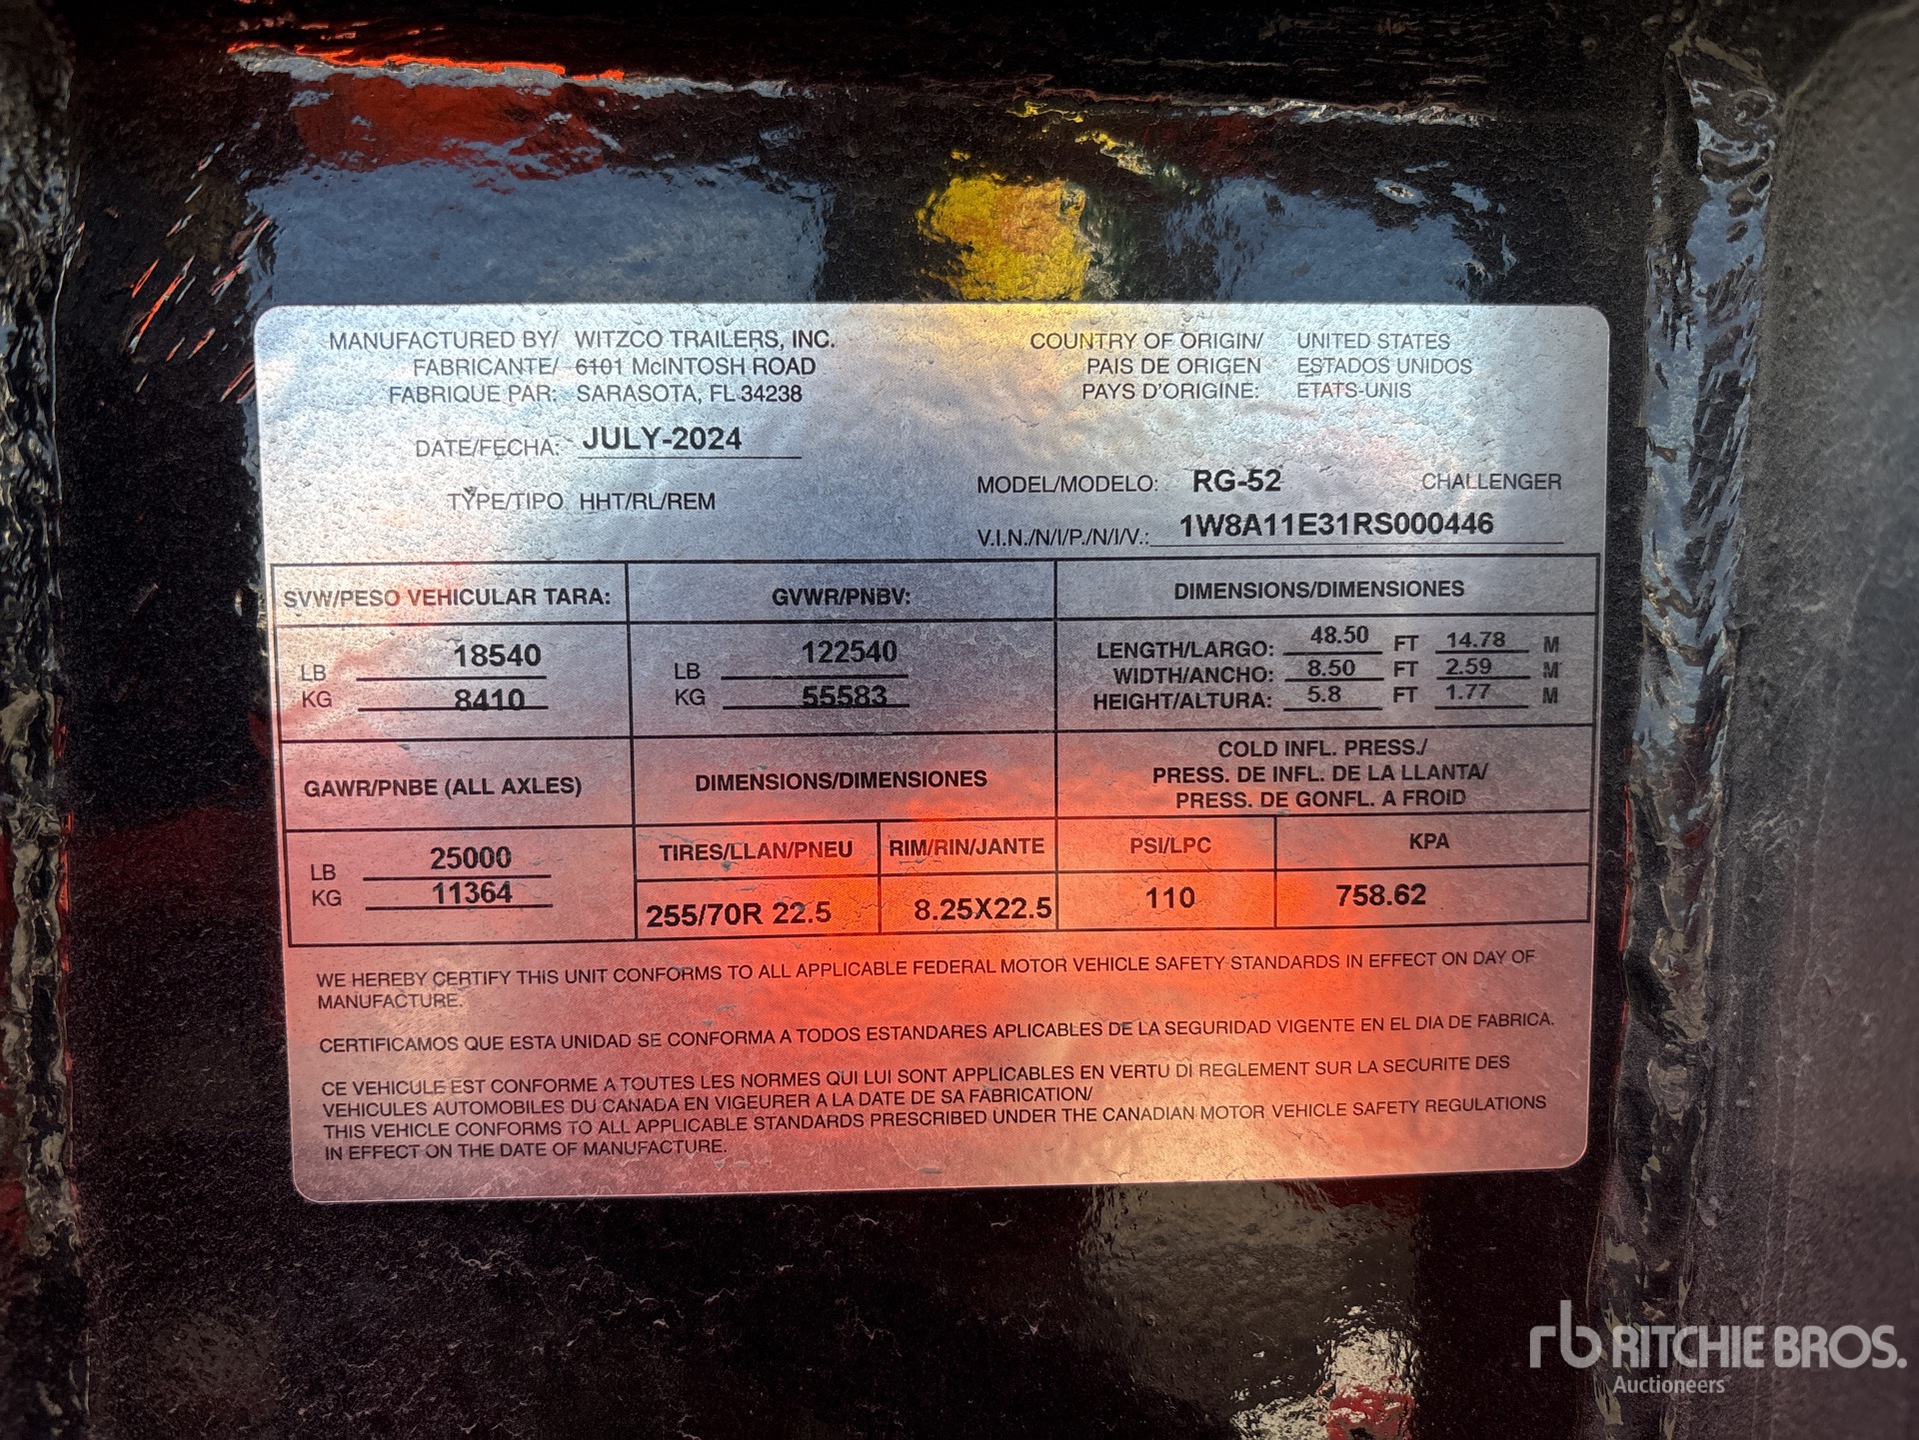 MANUFACTURED BY/ WITZCO TRAILERS, INC.
FABRICANTE/ 6101 McINTOSH ROAD
FABRIQUE PAR: SARASOTA, FL 34238
COUNTRY OF ORIGIN/ UNITED STATES
PAIS DE ORIGEN ESTADOS UNIDOS
PAYS D'ORIGINE: ETATS-UNIS
DATE/FECHA: JULY-2024
TYPE/TIPO HHT/RL/REM
MODEL/MODELO: RG-52 CHALLENGER
V.I.N./N/I/P./N/I/V.: 1W8A11E31RS000446
SVW/PESO VEHICULAR TARA: GVWR/PNBV: DIMENSIONS/DIMENSIONES
LB 18540
KG 8410
LB 122540
KG 55583
LENGTH/LARGO: 48.50 FT 14.78 M
WIDTH/ANCHO: 8.50 FT 2.59 M
HEIGHT/ALTURA: 5.8 FT 1.77 M
GAWR/PNBE (ALL AXLES)
DIMENSIONS/DIMENSIONES
COLD INFL. PRESS./
PRESS. DE INFL. DE LA LLANTA/
PRESS. DE GONFL. A FROID
LB 25000
KG 11364
TIRES/LLAN/PNEU RIM/RIN/JANTE PSI/LPC KPA
255/70R 22.5 8.25X22.5 110 758.62
WE HEREBY CERTIFY THIS UNIT CONFORMS TO ALL APPLICABLE FEDERAL MOTOR VEHICLE SAFETY STANDARDS IN EFFECT ON DAY OF
MANUFACTURE.
CERTIFICAMOS QUE ESTA UNIDAD SE CONFORMA A TODOS ESTANDARES APLICABLES DE LA SEGURIDAD VIGENTE EN EL DIA DE FABRICA.
CE VEHICULE EST CONFORME A TOUTES LES NORMES QUI LUI SONT APPLICABLES EN VERTU DI REGLEMENT SUR LA SECURITE DES
VEHICULES AUTOMOBILES DU CANADA EN VIGEURER A LA DATE DE SA FABRICATION/
THIS VEHICLE CONFORMS TO ALL APPLICABLE STANDARDS PRESCRIBED UNDER THE CANADIAN MOTOR VEHICLE SAFETY REGULATIONS
IN EFFECT ON THE DATE OF MANUFACTURE.
rb RITCHIE BROS.
Auctioneers